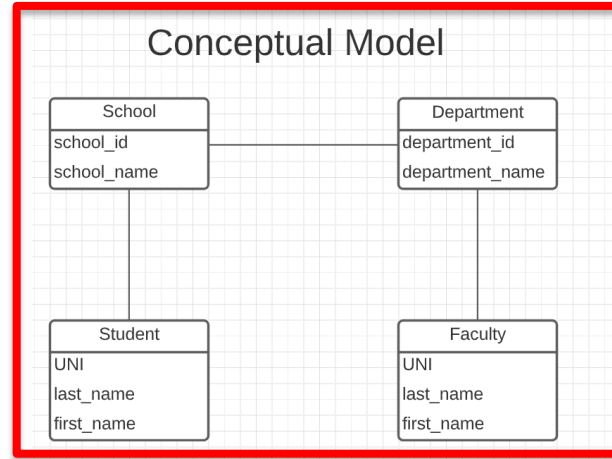 Conceptual Model
School
school_id
school_name
Department
department_id
department_name
Student
UNI
last_name
first_name
Faculty
UNI
last_name
first_name